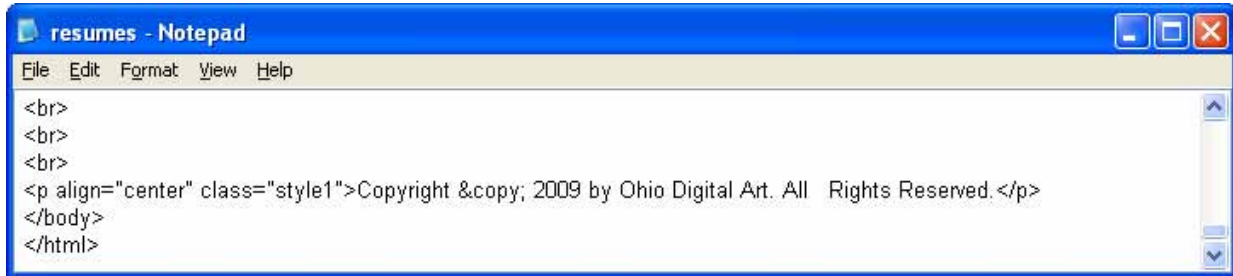 resumes - Notepad
File Edit Format View Help
<br>
<br>
<br>
<p align="center" class="style1">Copyright &copy; 2009 by Ohio Digital Art. All   Rights Reserved.</p>
</body>
</html>